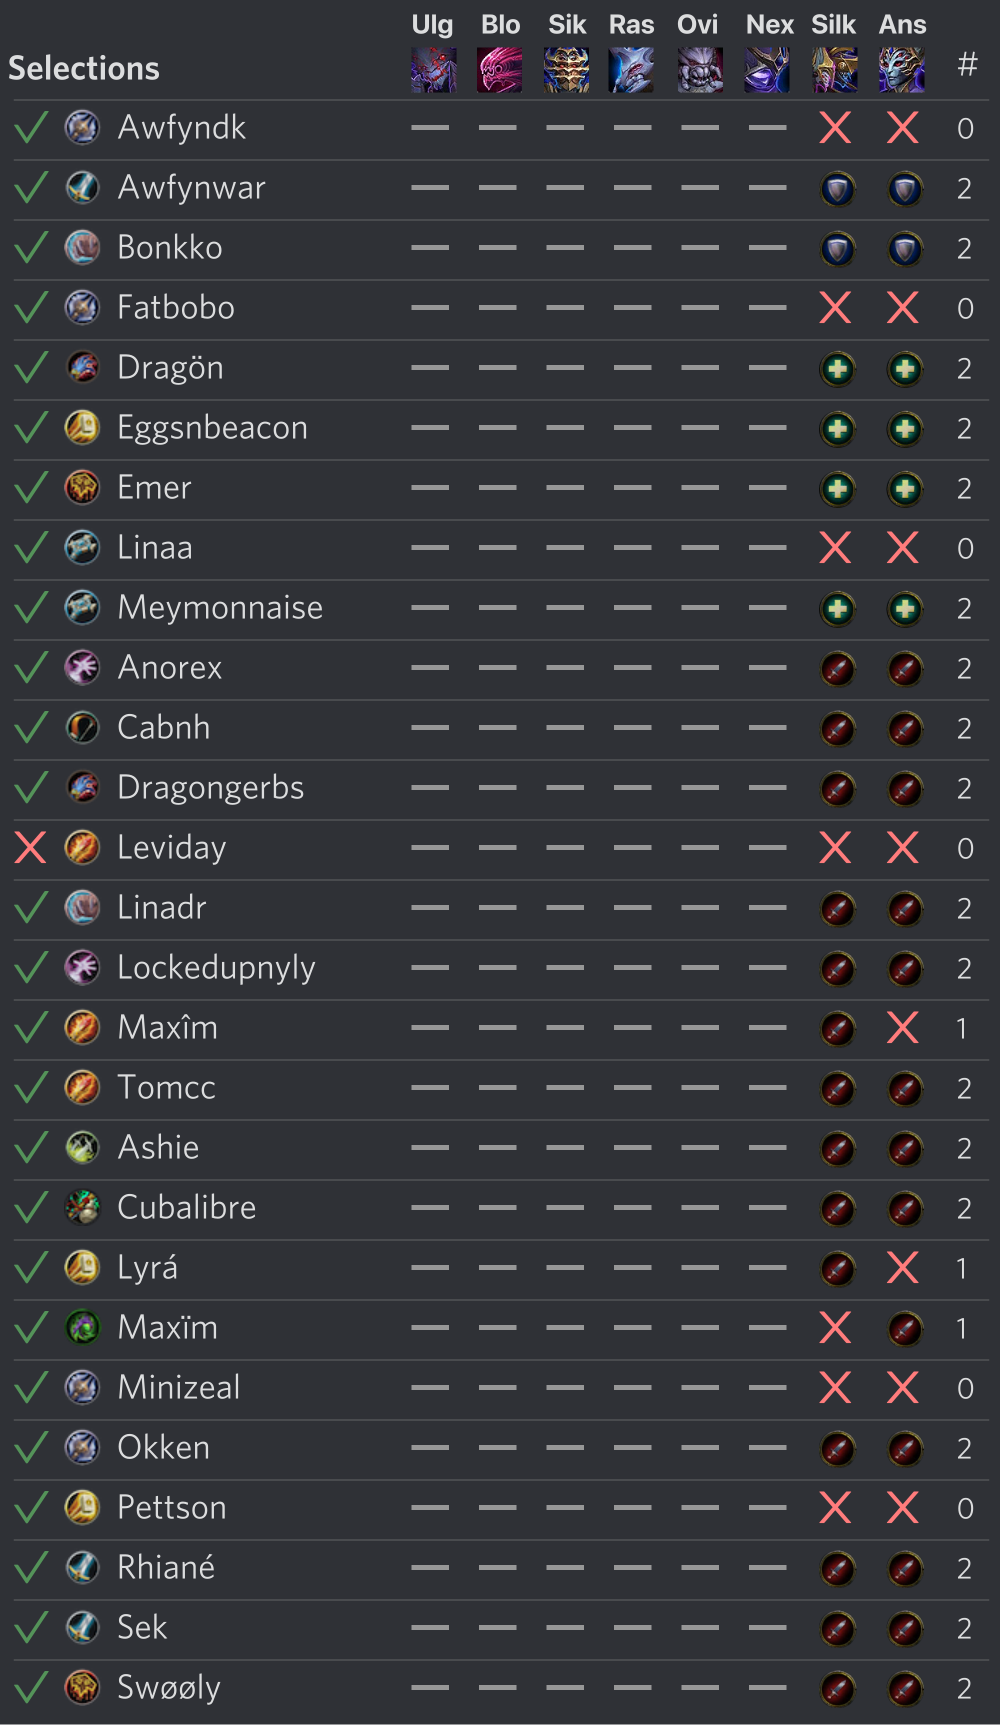 Ulg Blo Sik Ras Ovi Nex Silk Ans
Selections #
Awfyndk 0
Awfynwar 2
Bonkko 2
Fatbobo 0
Dragön 2
Eggsnbeacon 2
Emer 2
Linaa 0
Meymonnaise 2
Anorex 2
Cabnh 2
Dragongerbs 2
Leviday 0
Linadr 2
Lockedupnyly 2
Maxîm 1
Tomcc 2
Ashie 2
Cubalibre 2
Lyrá 1
Maxïm 1
Minizeal 0
Okken 2
Pettson 0
Rhiané 2
Sek 2
Swøøly 2